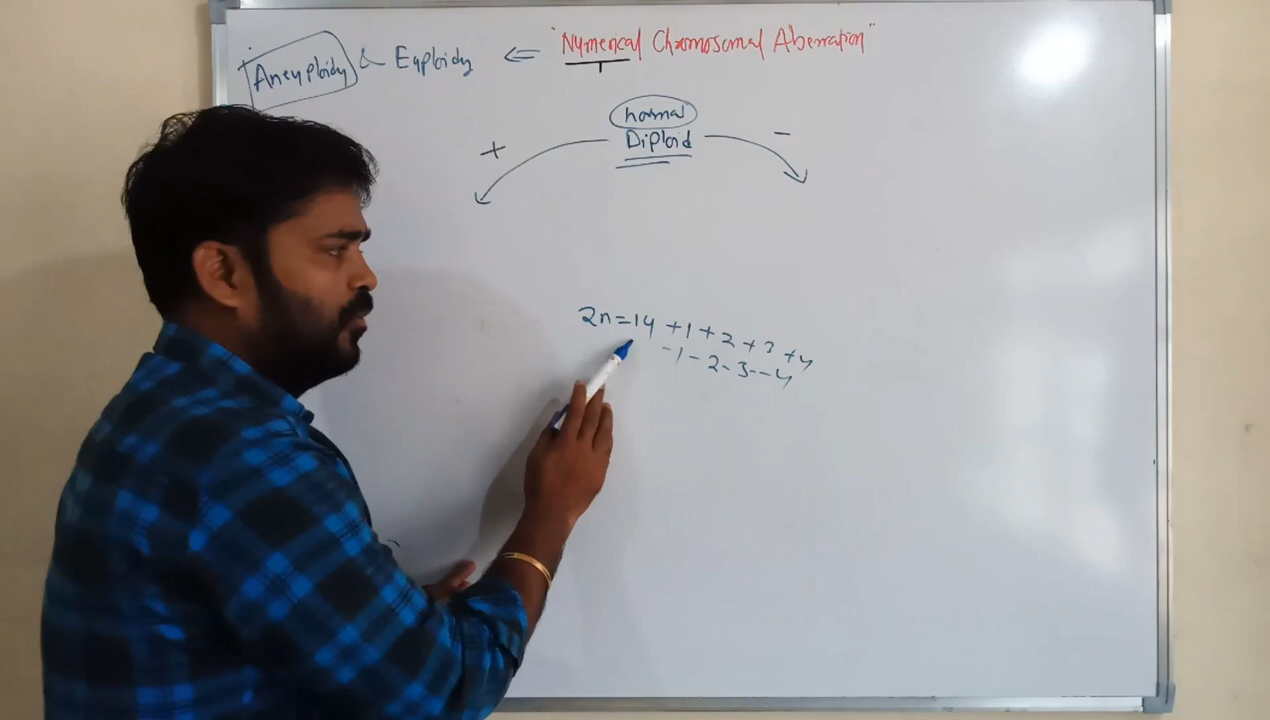 Aneuploidy & Euploidy ⇐ "Numerical Chromosomal Aberration"
normal
Diploid
+
-
2n=14 +1 +2 +3 +4
-1 -2 -3 --4